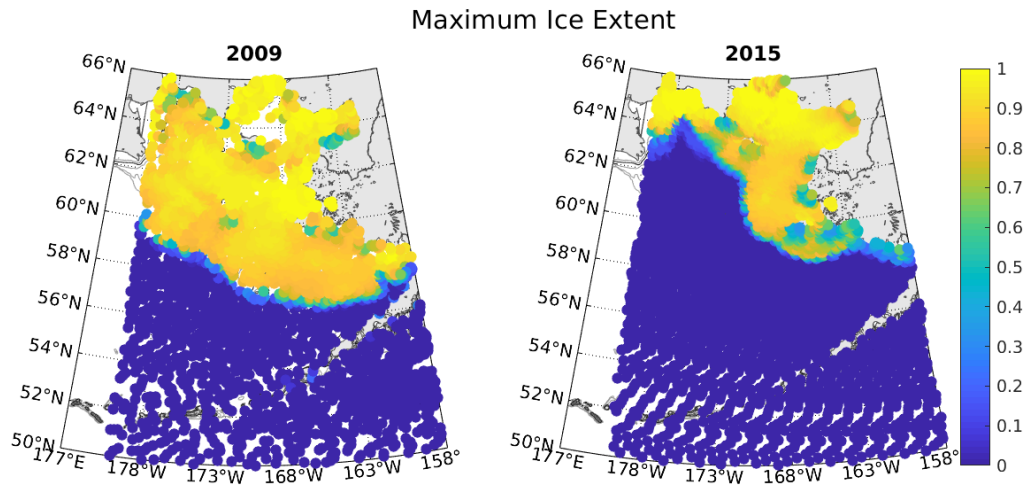 Maximum Ice Extent
2009
66°N
64°N
62°N
60°N
58°N
56°N
54°N
52°N
50°N
177°E
178°W
173°W
168°W
163°W
158°
2015
66°N
64°N
62°N
60°N
58°N
56°N
54°N
52°N
50°N
177°E
178°W
173°W
168°W
163°W
158°
1
0.9
0.8
0.7
0.6
0.5
0.4
0.3
0.2
0.1
0